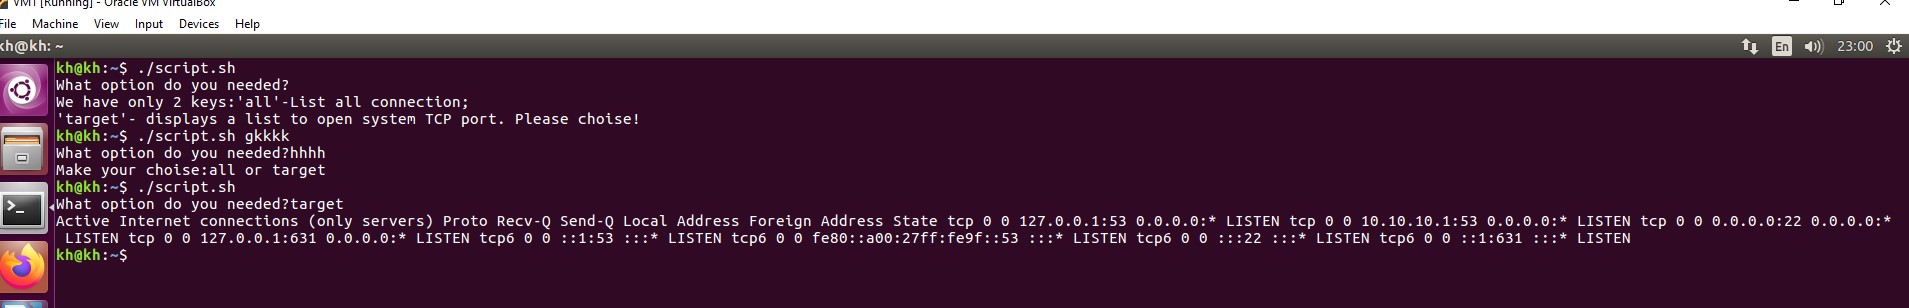 VM1 [Running] - Oracle VM VirtualBox
File Machine View Input Devices Help
kh@kh: ~
En
23:00
kh@kh:~$ ./script.sh
What option do you needed?
We have only 2 keys:'all'-List all connection;
'target'- displays a list to open system TCP port. Please choise!
kh@kh:~$ ./script.sh gkkkk
What option do you needed?hhhh
Make your choise:all or target
kh@kh:~$ ./script.sh
What option do you needed?target
Active Internet connections (only servers) Proto Recv-Q Send-Q Local Address Foreign Address State tcp 0 0 127.0.0.1:53 0.0.0.0:* LISTEN tcp 0 0 10.10.10.1:53 0.0.0.0:* LISTEN tcp 0 0 0.0.0.0:22 0.0.0.0:*
LISTEN tcp 0 0 127.0.0.1:631 0.0.0.0:* LISTEN tcp6 0 0 ::1:53 :::* LISTEN tcp6 0 0 fe80::a00:27ff:fe9f::53 :::* LISTEN tcp6 0 0 :::22 :::* LISTEN tcp6 0 0 ::1:631 :::* LISTEN
kh@kh:~$